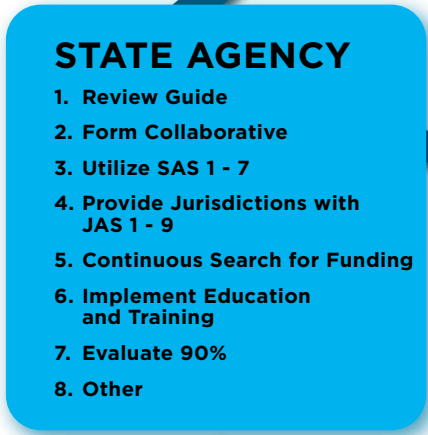 STATE AGENCY
1. Review Guide
2. Form Collaborative
3. Utilize SAS 1 - 7
4. Provide Jurisdictions with
JAS 1 - 9
5. Continuous Search for Funding
6. Implement Education
and Training
7. Evaluate 90%
8. Other